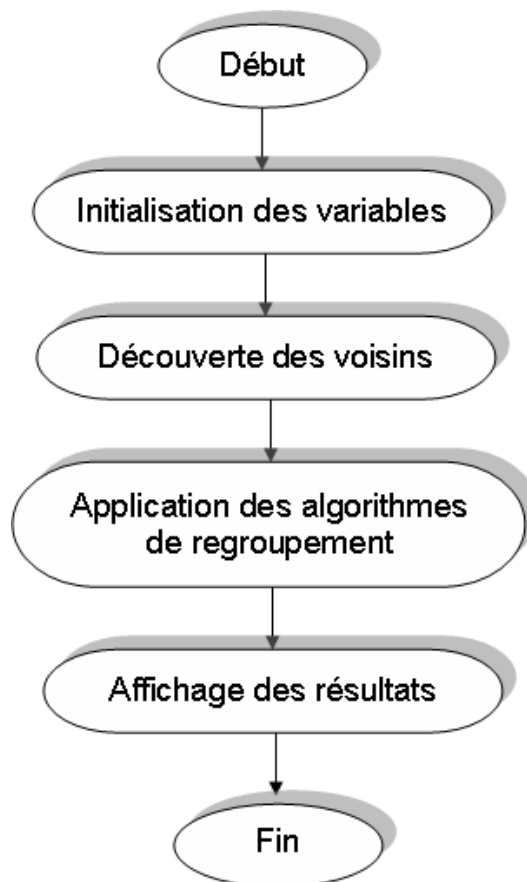 Début
Initialisation des variables
Découverte des voisins
Application des algorithmes
de regroupement
Affichage des résultats
Fin